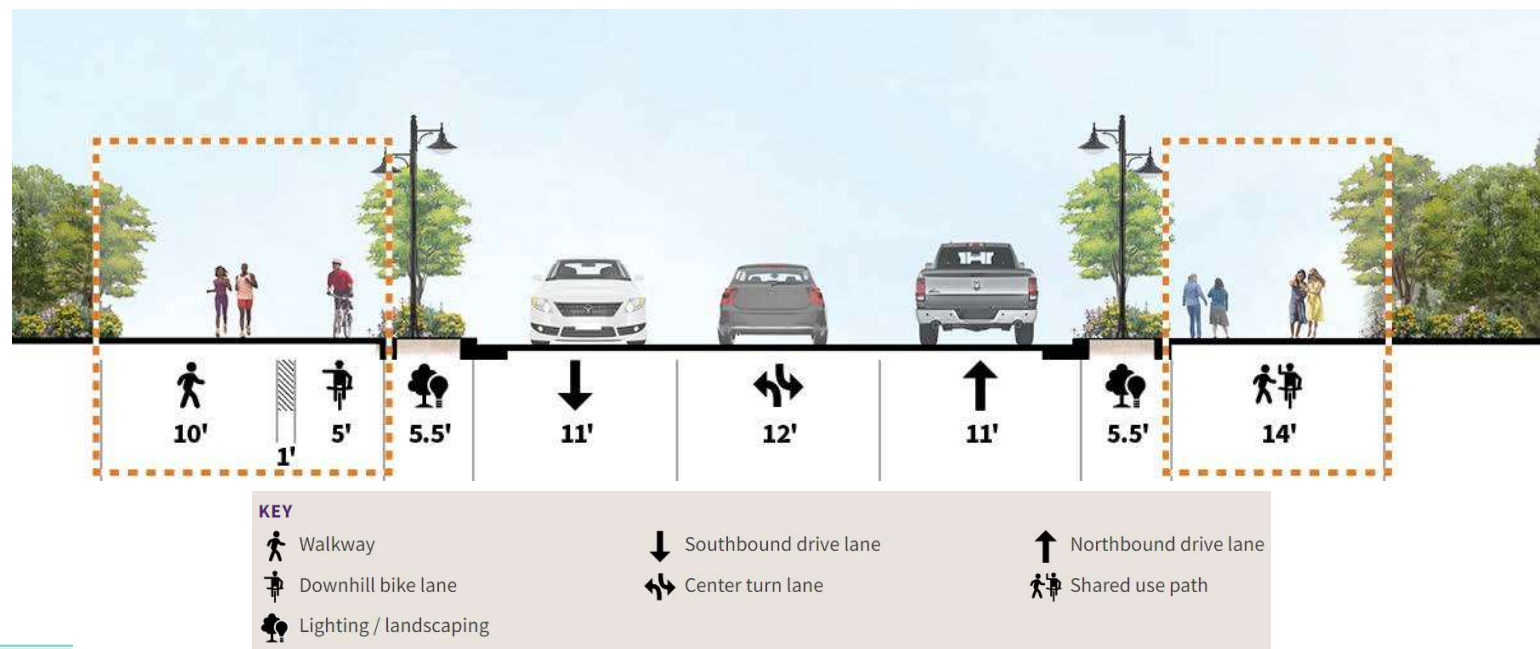 10'
1'
5'
5.5'
11'
12'
11'
5.5'
14'
KEY
Walkway
Southbound drive lane
Northbound drive lane
Downhill bike lane
Center turn lane
Shared use path
Lighting / landscaping